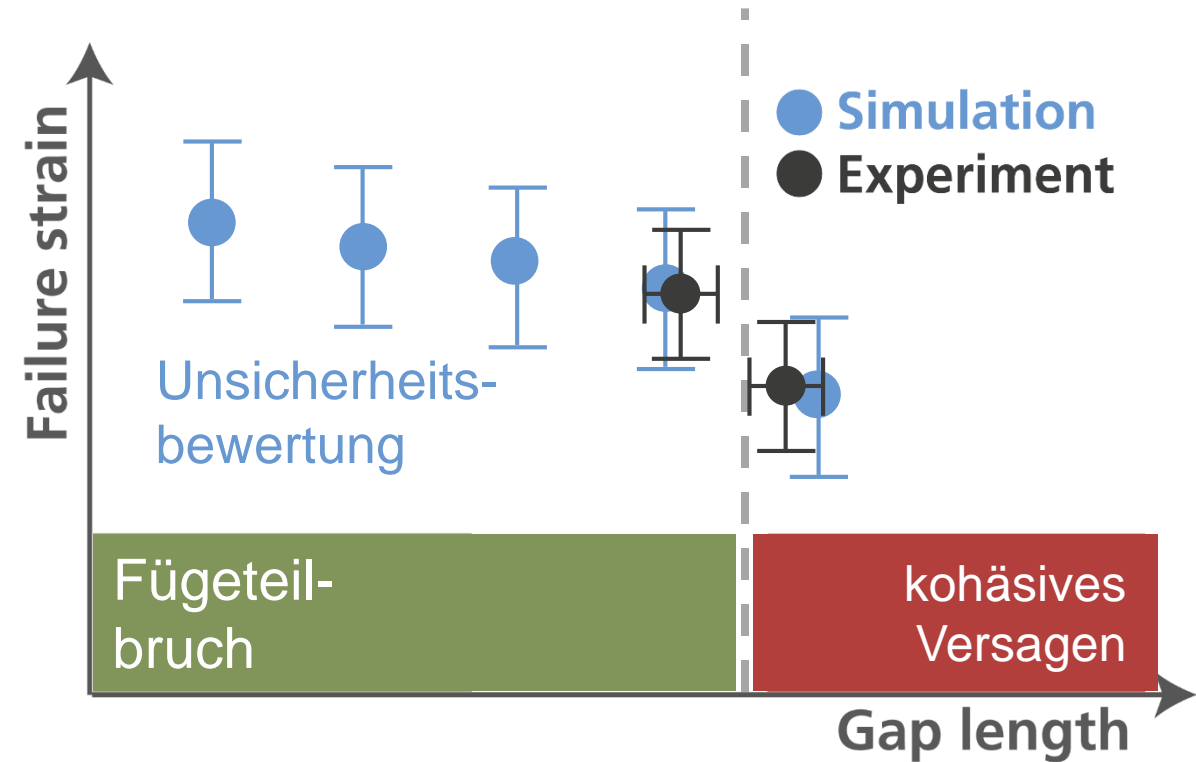 Failure strain
Simulation
Experiment
Unsicherheits-
bewertung
Fügeteil-
bruch
kohäsives
Versagen
Gap length